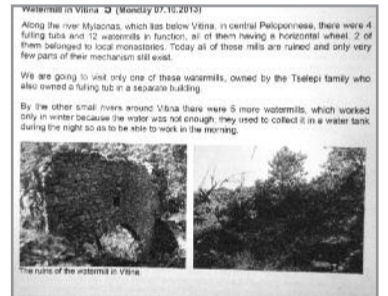 Watermills in Vitina (Monday 07.10.2013)
Along the river Mylaonas, which lies below Vitina, in central Peloponnese, there were 4
fulling tubs and 12 watermills in function, all of them having a horizontal wheel. 2 of
them belonged to local monasteries. Today all of these mills are ruined and only very
few parts of their mechanism still exist.
We are going to visit only one of these watermills, owned by the Tselepi family who
also owned a fulling tub in a separate building.
By the other small rivers around Vitina there were 5 more watermills, which worked
only in winter because the water was not enough, they used to collect it in a water tank
during the night so as to be able to work in the morning.
The ruins of the watermill in Vitina.